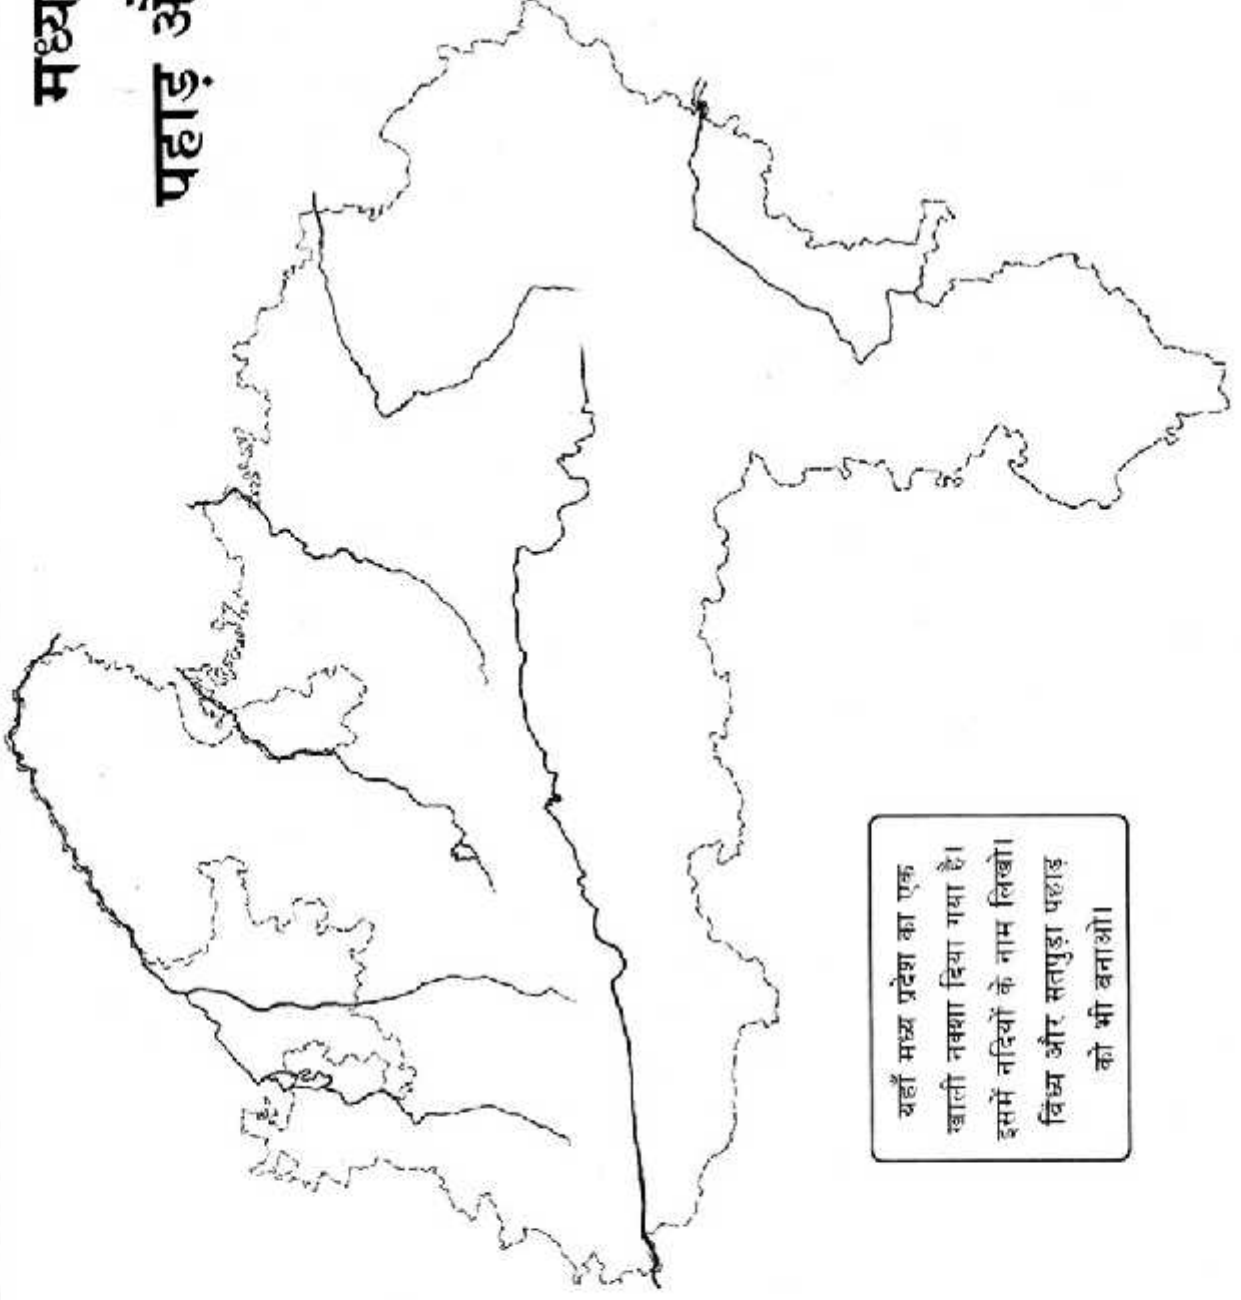 मध्य
पहाड़ औ
यहाँ मध्य प्रदेश का एक
खाली नक्शा दिया गया है।
इसमें नदियों के नाम लिखो।
विंध्य और सतपुड़ा पहाड़
को भी बनाओ।